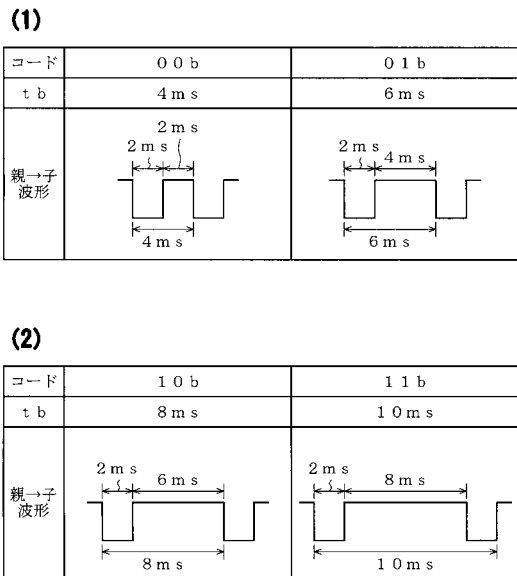 (1)
コード 00b 01b
tb 4ms 6ms
親→子
波形
2ms
2ms
4ms
2ms 4ms
6ms
(2)
コード 10b 11b
tb 8ms 10ms
親→子
波形
2ms 6ms
8ms
2ms 8ms
10ms